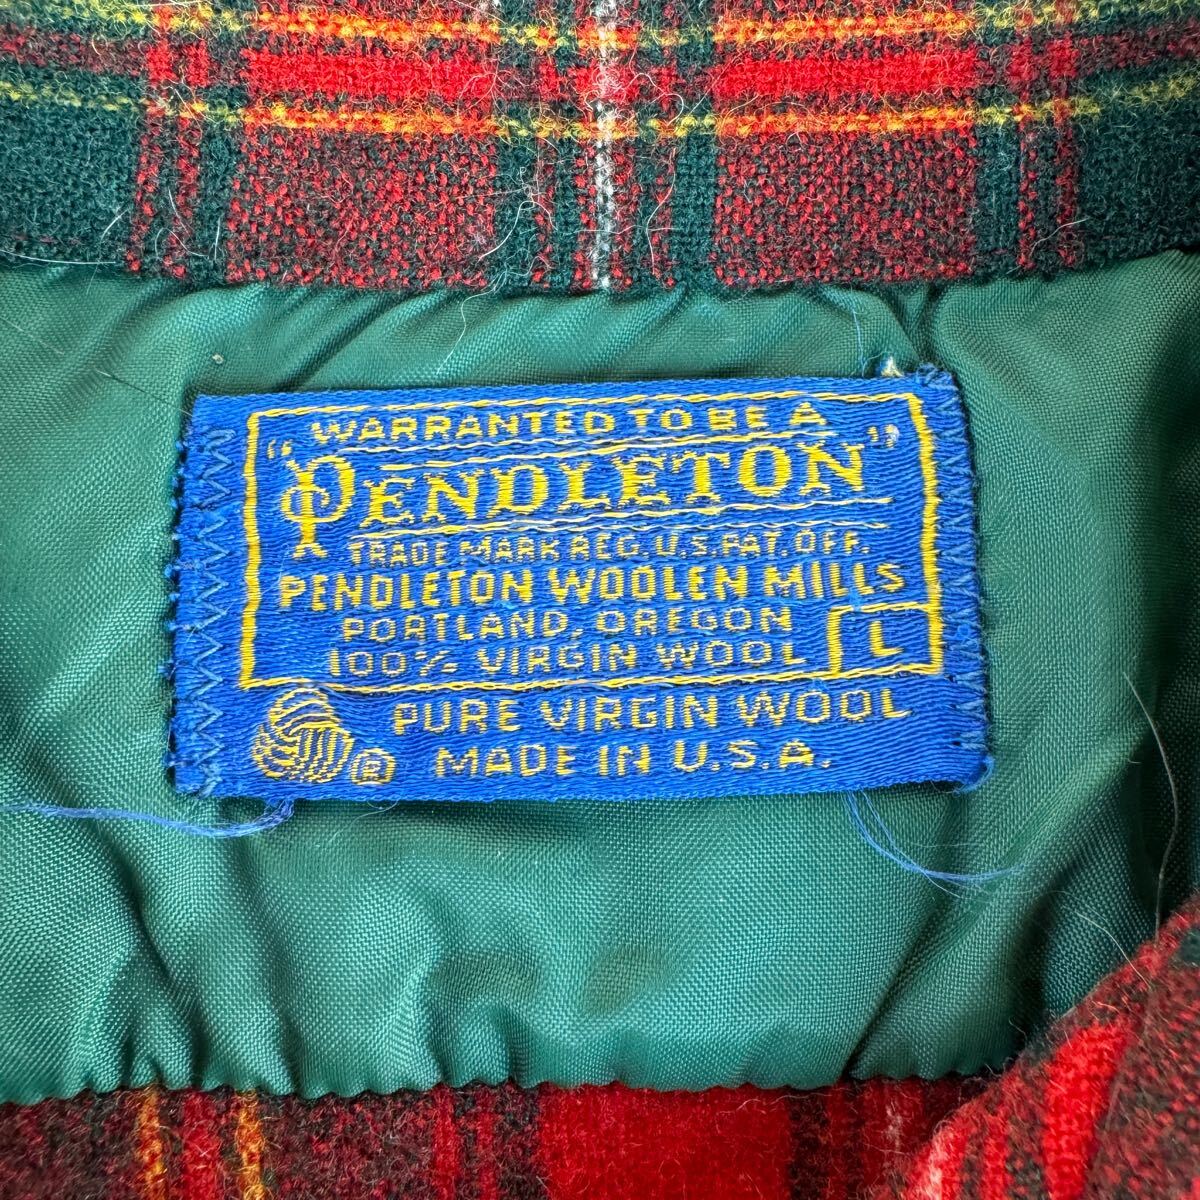 WARRANTED TO BE A
"PENDLETON"
TRADE MARK REG. U.S. PAT. OFF.
PENDLETON WOOLEN MILLS
PORTLAND, OREGON
100% VIRGIN WOOL L
PURE VIRGIN WOOL
® MADE IN U.S.A.